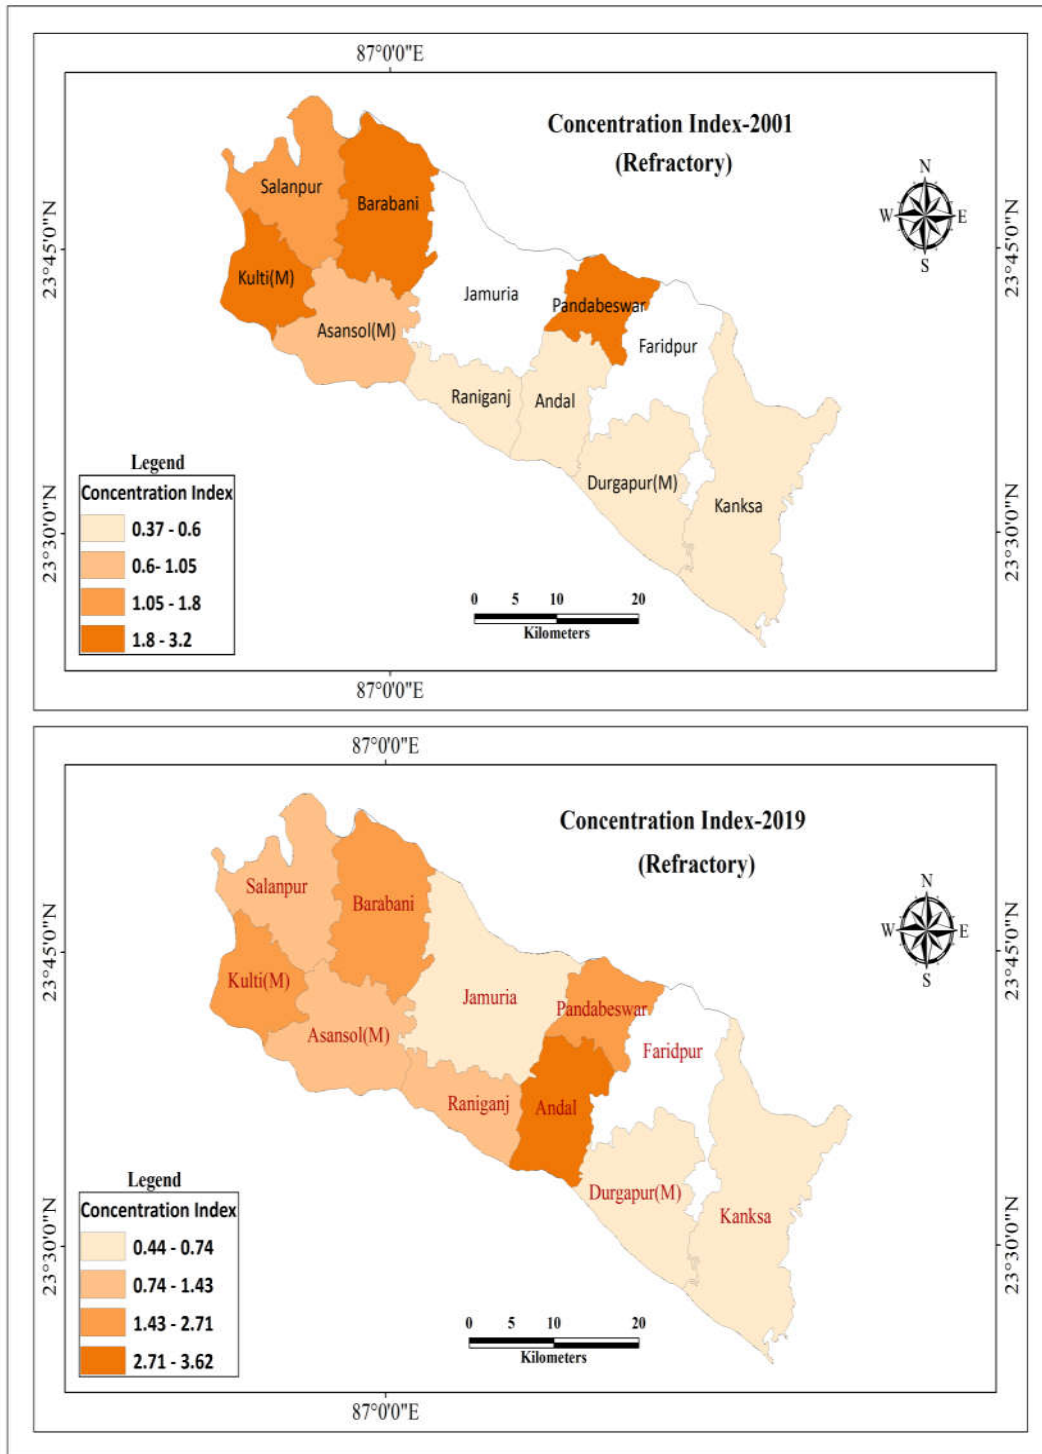 87°0'0"E
Concentration Index-2001
(Refractory)
N
W E
S
23°45'0"N
23°45'0"N
Salanpur
Barabani
Kulti(M)
Jamuria
Pandabeswar
Asansol(M)
Faridpur
Raniganj
Andal
Durgapur(M)
Kanksa
Legend
Concentration Index
0.37 - 0.6
0.6- 1.05
1.05 - 1.8
1.8 - 3.2
23°30'0"N
23°30'0"N
0 5 10 20
Kilometers
87°0'0"E
87°0'0"E
Concentration Index-2019
(Refractory)
N
W E
S
23°45'0"N
23°45'0"N
Salanpur
Barabani
Kulti(M)
Jamuria
Pandabeswar
Asansol(M)
Faridpur
Raniganj
Andal
Durgapur(M)
Kanksa
Legend
Concentration Index
0.44 - 0.74
0.74 - 1.43
1.43 - 2.71
2.71 - 3.62
23°30'0"N
23°30'0"N
0 5 10 20
Kilometers
87°0'0"E